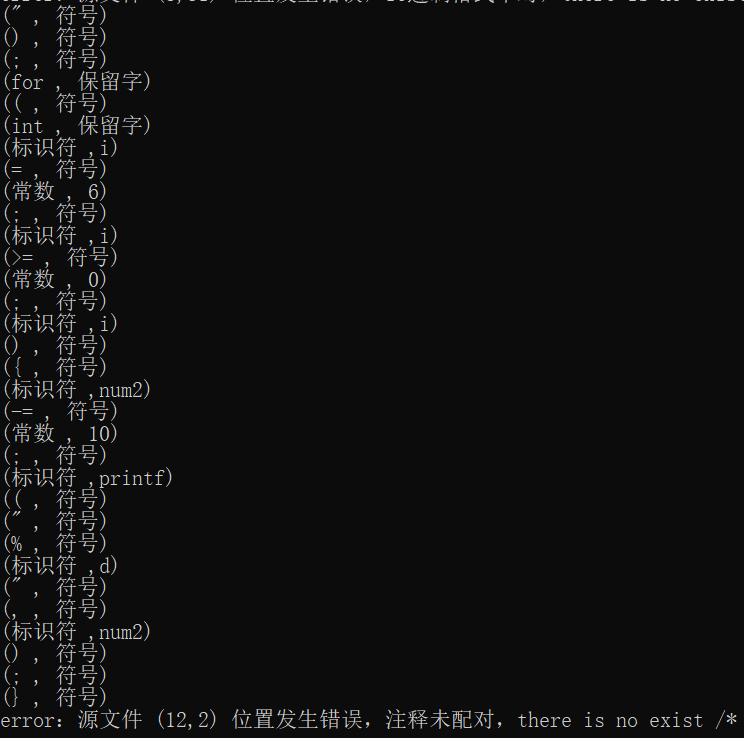 (" , 符号)
() , 符号)
(; , 符号)
(for , 保留字)
(( , 符号)
(int , 保留字)
(标识符 ,i)
(= , 符号)
(常数 , 6)
(; , 符号)
(标识符 ,i)
(>= , 符号)
(常数 , 0)
(; , 符号)
(标识符 ,i)
() , 符号)
({ , 符号)
(标识符 ,num2)
(-= , 符号)
(常数 , 10)
(; , 符号)
(标识符 ,printf)
(( , 符号)
(" , 符号)
(% , 符号)
(标识符 ,d)
(" , 符号)
(, , 符号)
(标识符 ,num2)
() , 符号)
(; , 符号)
(} , 符号)
error: 源文件 (12,2) 位置发生错误, 注释未配对, there is no exist /*